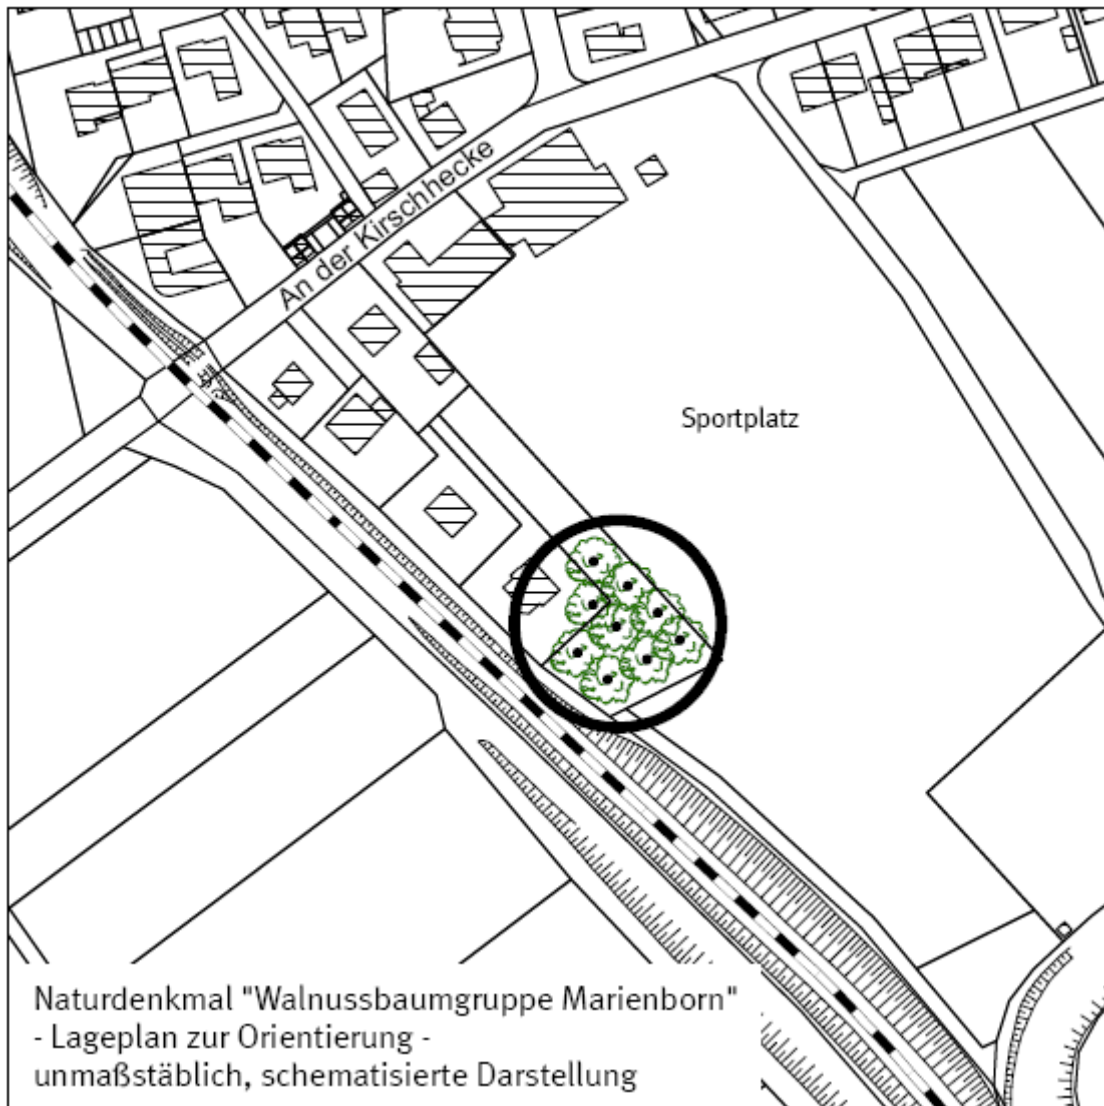 An der Kirschhecke
Sportplatz
Naturdenkmal "Walnussbaumgruppe Marienborn"
- Lageplan zur Orientierung -
unmaßstäblich, schematisierte Darstellung